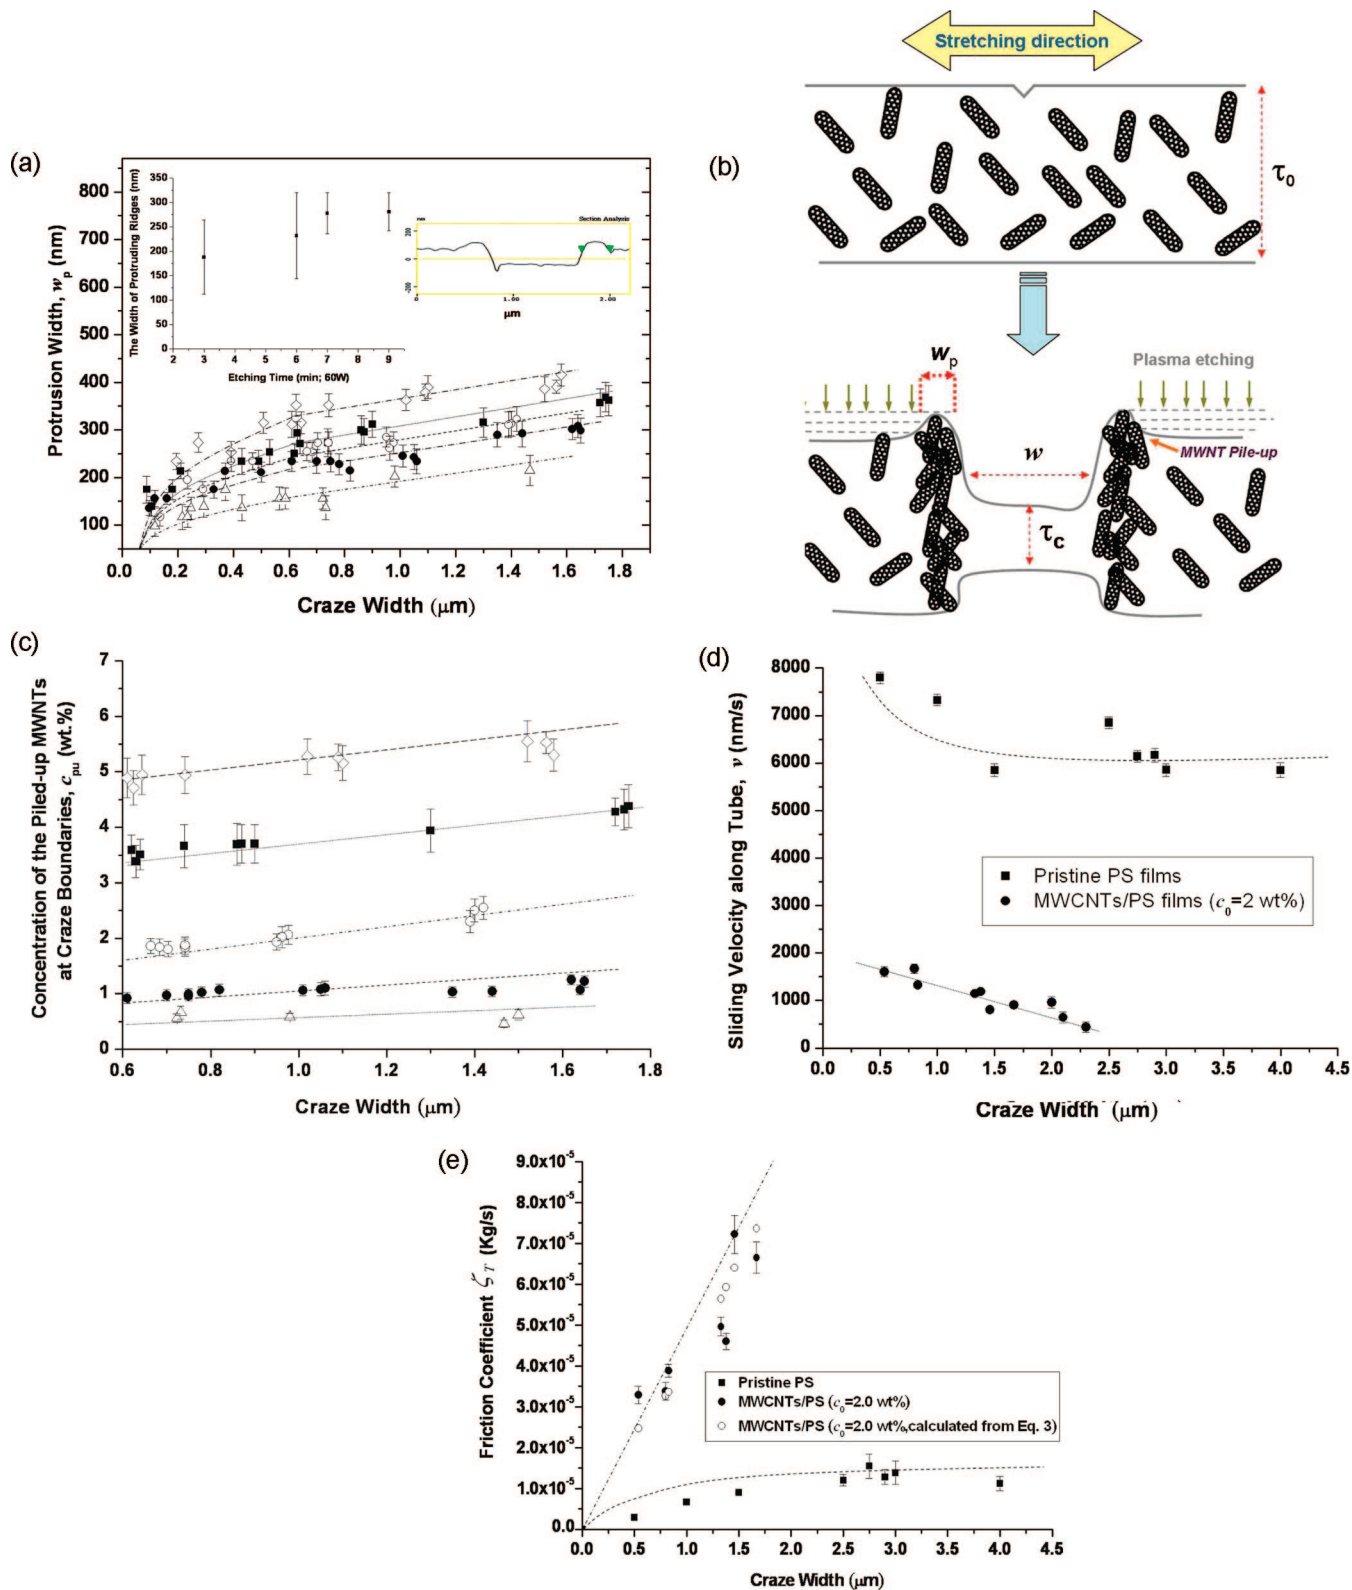 (a)
Protrusion Width, wp (nm)
800
700
600
500
400
300
200
100
0.0 0.2 0.4 0.6 0.8 1.0 1.2 1.4 1.6 1.8
Craze Width (μm)
The Width of Protruding Ridges (nm)
350
300
250
200
150
100
50
0
2 3 4 5 6 7 8 9
Etching Time (min; 60W)
Section Analysis
0
1.00
2.00
μm
(b)
Stretching direction
τ0
wp
Plasma etching
w
MWNT Pile-up
τc
(c)
Concentration of the Piled-up MWNTs
at Craze Boundaries, cpu (wt.%)
7
6
5
4
3
2
1
0
0.6 0.8 1.0 1.2 1.4 1.6 1.8
Craze Width (μm)
(d)
Sliding Velocity along Tube, v (nm/s)
8000
7000
6000
5000
4000
3000
2000
1000
0
Pristine PS films
MWCNTs/PS films (c0=2 wt%)
0.0 0.5 1.0 1.5 2.0 2.5 3.0 3.5 4.0 4.5
Craze Width (μm)
(e)
Friction Coefficient ζT (Kg/s)
9.0x10-5
8.0x10-5
7.0x10-5
6.0x10-5
5.0x10-5
4.0x10-5
3.0x10-5
2.0x10-5
1.0x10-5
0.0
Pristine PS
MWCNTs/PS (c0=2.0 wt%)
MWCNTs/PS (c0=2.0 wt%,calculated from Eq. 3)
0.0 0.5 1.0 1.5 2.0 2.5 3.0 3.5 4.0 4.5
Craze Width (μm)